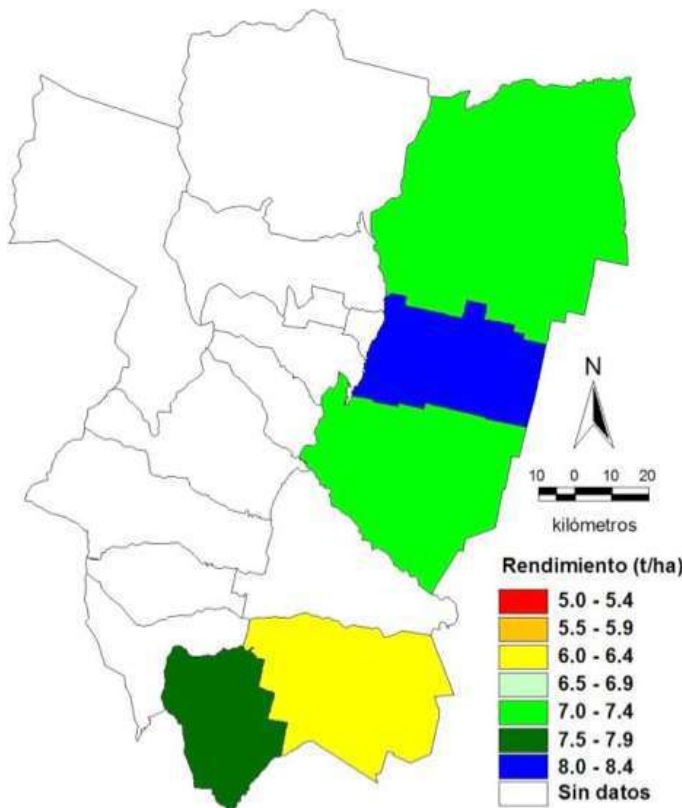 N
10 0 10 20
kilómetros
Rendimiento (t/ha)
5.0 - 5.4
5.5 - 5.9
6.0 - 6.4
6.5 - 6.9
7.0 - 7.4
7.5 - 7.9
8.0 - 8.4
Sin datos